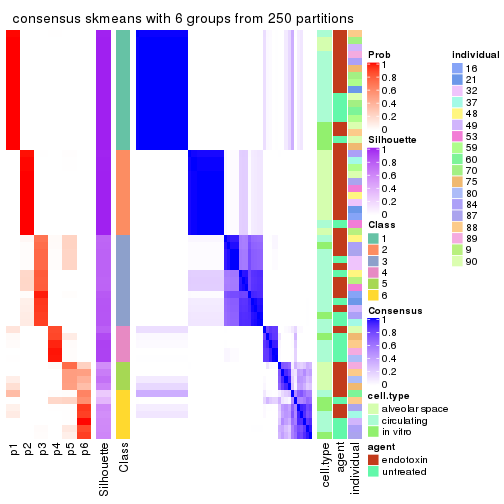 consensus skmeans with 6 groups from 250 partitions
p1
p2
p3
p4
p5
p6
Silhouette
Class
cell.type
agent
individual
Prob
1
0.8
0.6
0.4
0.2
0
Silhouette
1
0.8
0.6
0.4
0.2
0
Class
1
2
3
4
5
6
Consensus
1
0.8
0.6
0.4
0.2
0
cell.type
alveolar space
circulating
in vitro
agent
endotoxin
untreated
individual
16
21
32
37
48
49
53
59
60
70
75
80
84
87
88
89
9
90